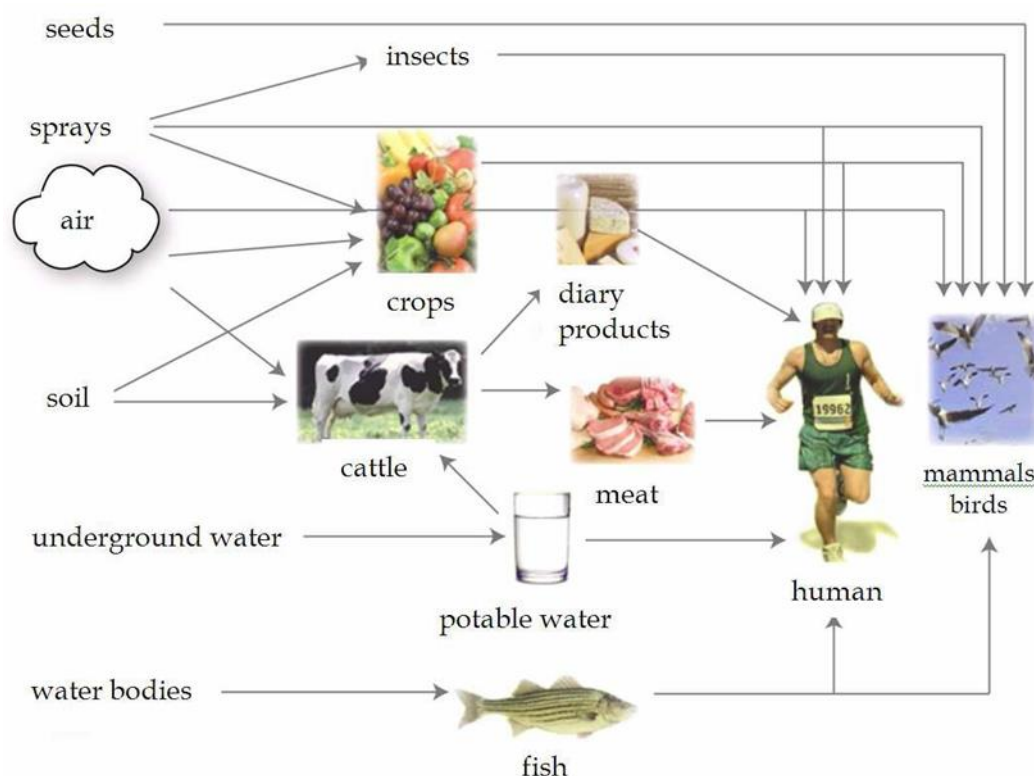 seeds
insects
sprays
air
crops
diary
products
soil
19962
cattle
meat
mammals
birds
underground water
human
potable water
water bodies
fish